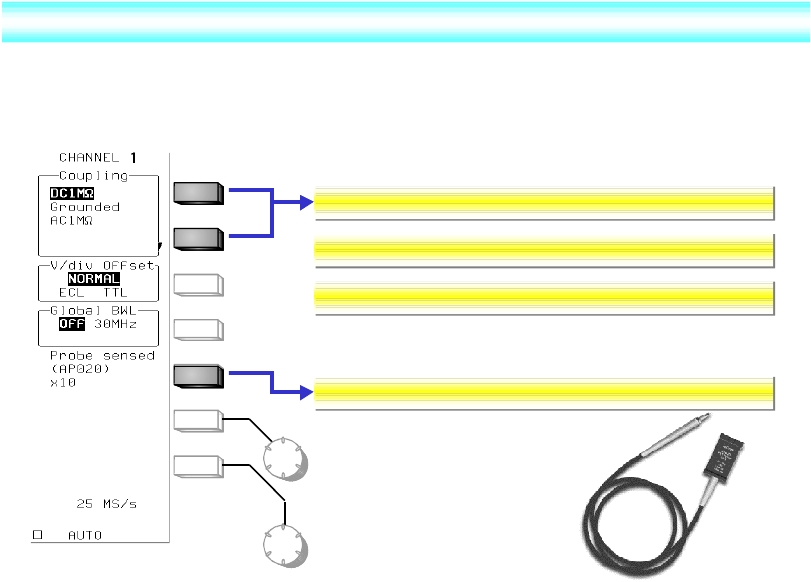 CHANNEL 1
Coupling
DC1MΩ
Grounded
AC1MΩ
V/div OFFset
NORMAL
ECL TTL
Global BWL
OFF 30MHz
Probe sensed
(AP020)
x10
25 MS/s
AUTO